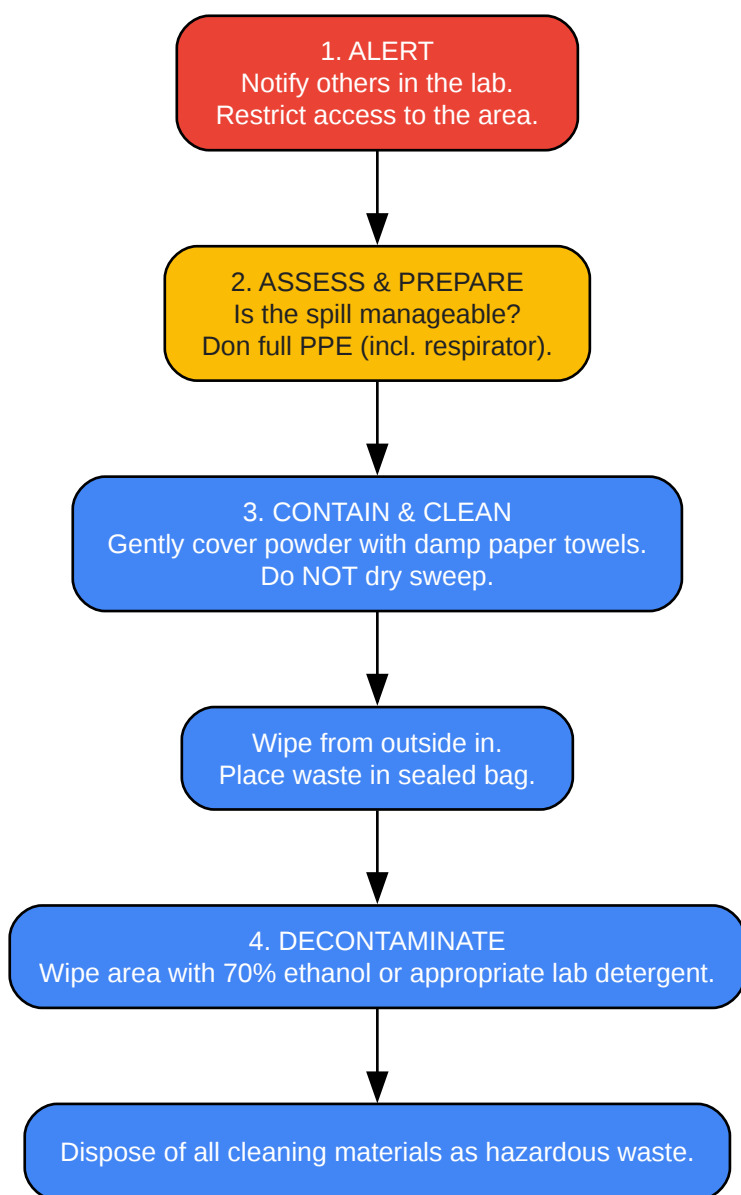 1. ALERT
Notify others in the lab.
Restrict access to the area.
2. ASSESS & PREPARE
Is the spill manageable?
Don full PPE (incl. respirator).
3. CONTAIN & CLEAN
Gently cover powder with damp paper towels.
Do NOT dry sweep.
Wipe from outside in.
Place waste in sealed bag.
4. DECONTAMINATE
Wipe area with 70% ethanol or appropriate lab detergent.
Dispose of all cleaning materials as hazardous waste.